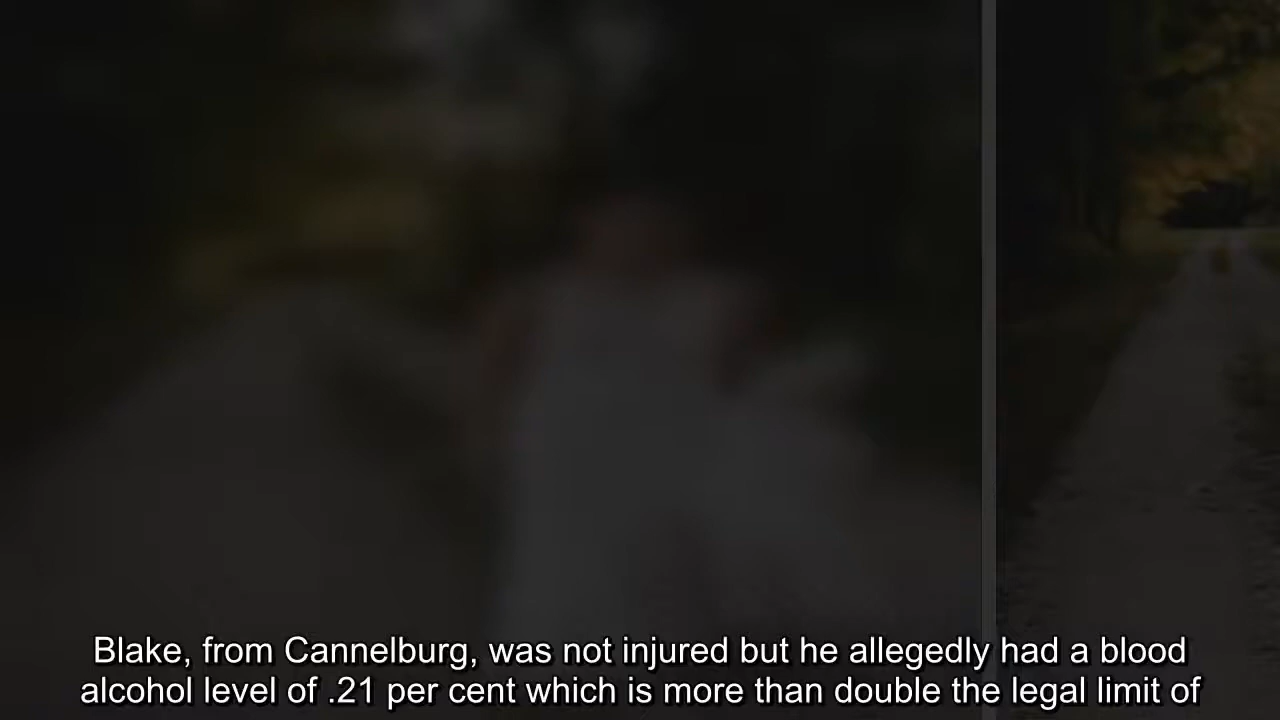 Blake, from Cannelburg, was not injured but he allegedly had a blood
alcohol level of .21 per cent which is more than double the legal limit of